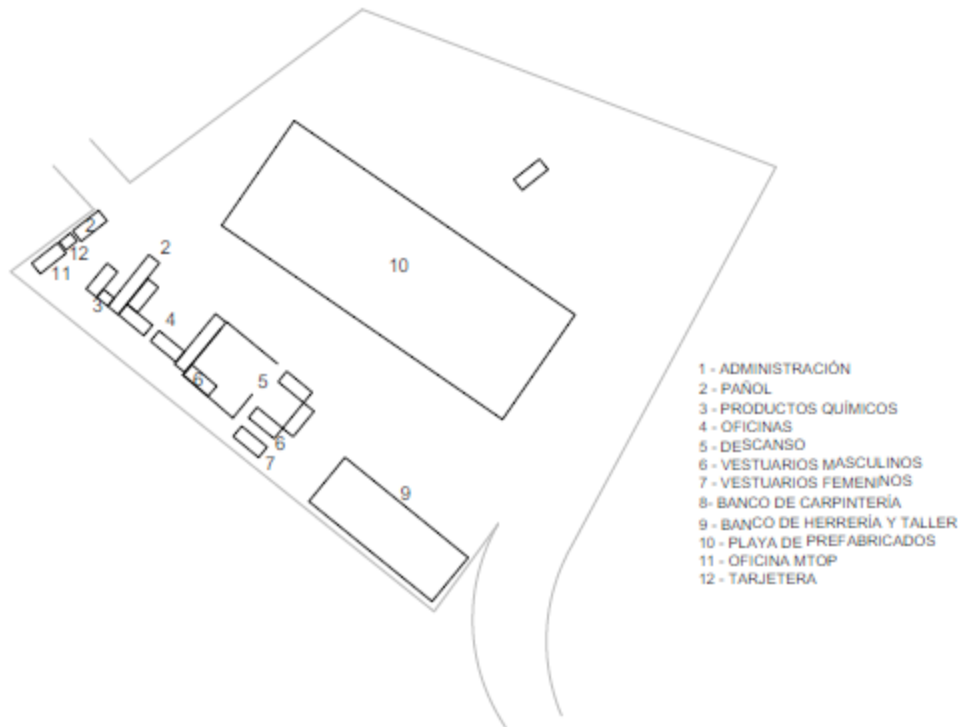 10
2
12
11
2
3
4
6
5
6
7
9
1 - ADMINISTRACIÓN
2 - PAÑOL
3 - PRODUCTOS QUÍMICOS
4 - OFICINAS
5 - DESCANSO
6 - VESTUARIOS MASCULINOS
7 - VESTUARIOS FEMENINOS
8- BANCO DE CARPINTERÍA
9 - BANCO DE HERRERÍA Y TALLER
10 - PLAYA DE PREFABRICADOS
11 - OFICINA MTOP
12 - TARJETERA